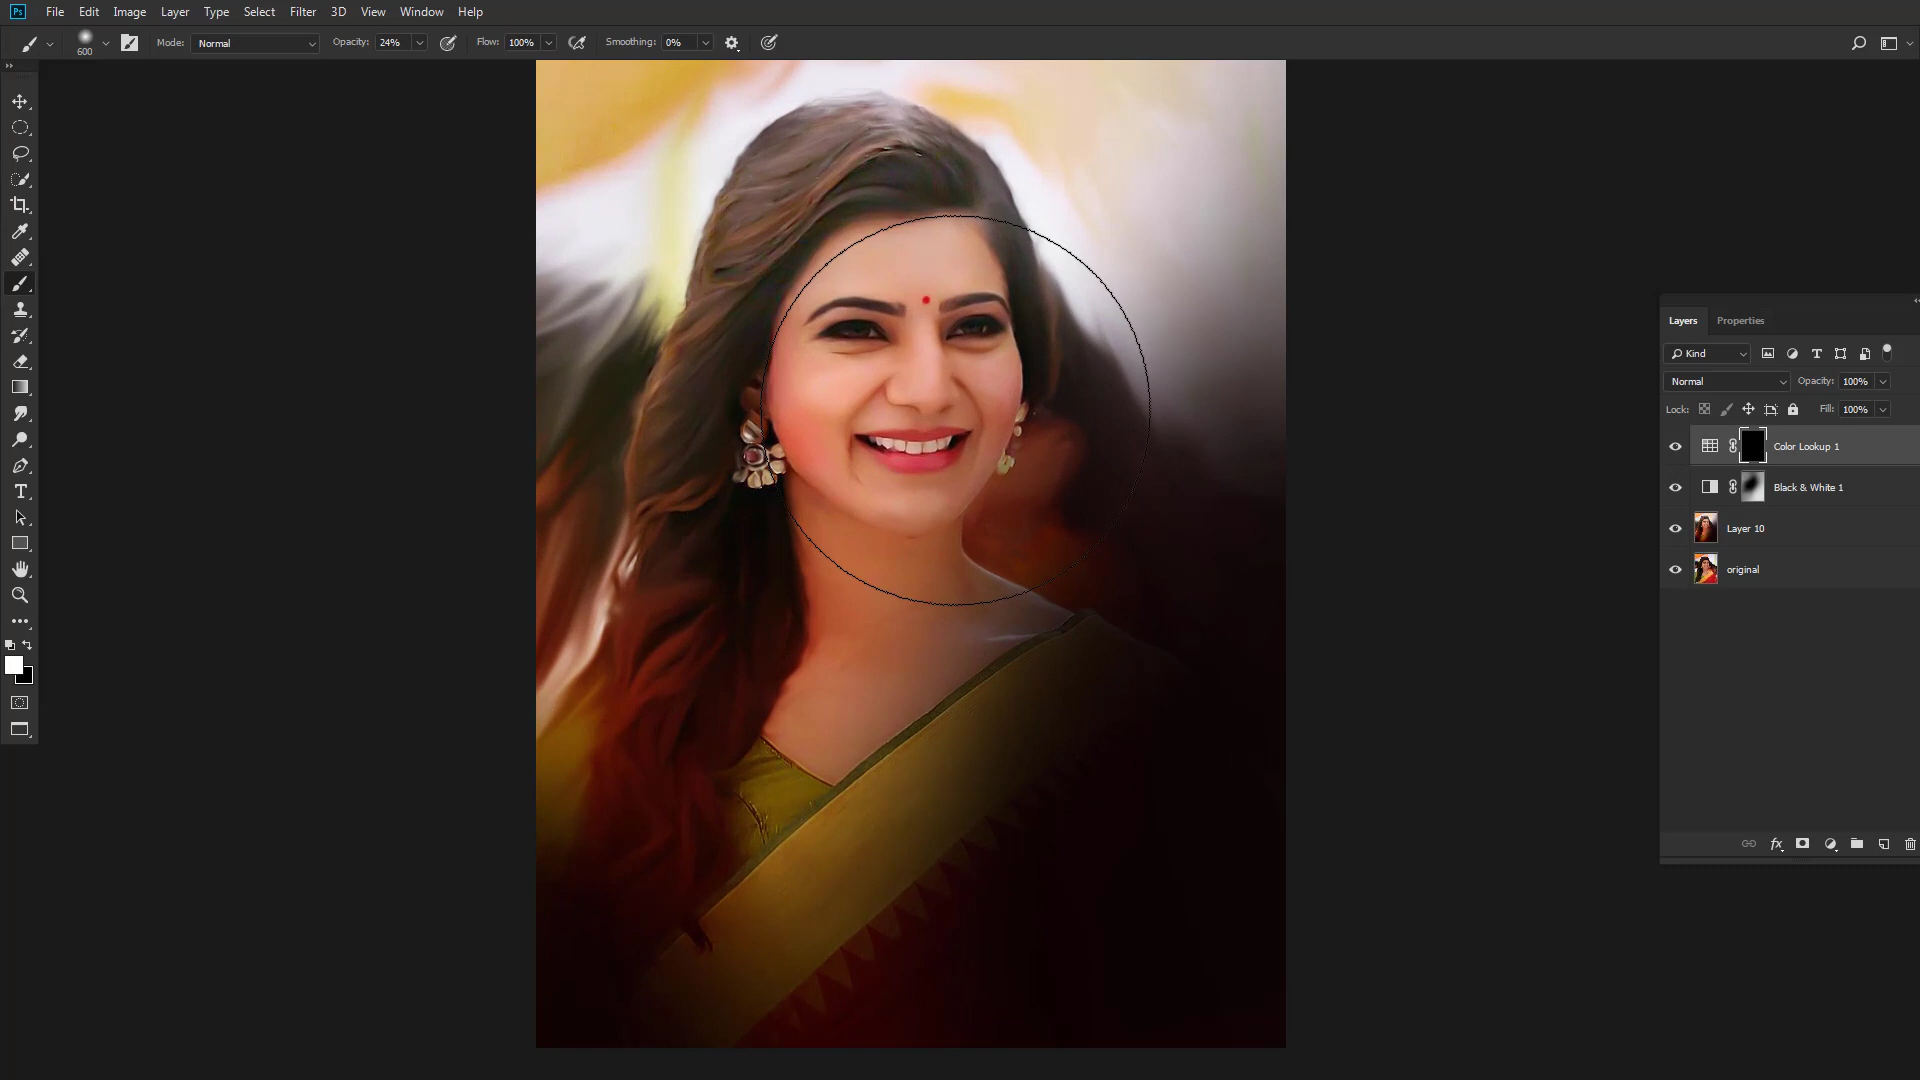 Ps File Edit Image Layer Type Select Filter 3D View Window Help
600 Mode: Normal Opacity: 24% Flow: 100% Smoothing: 0%
Layers Properties
Kind
Normal Opacity: 100%
Lock: Fill: 100%
Color Lookup 1
Black & White 1
Layer 10
original
fx